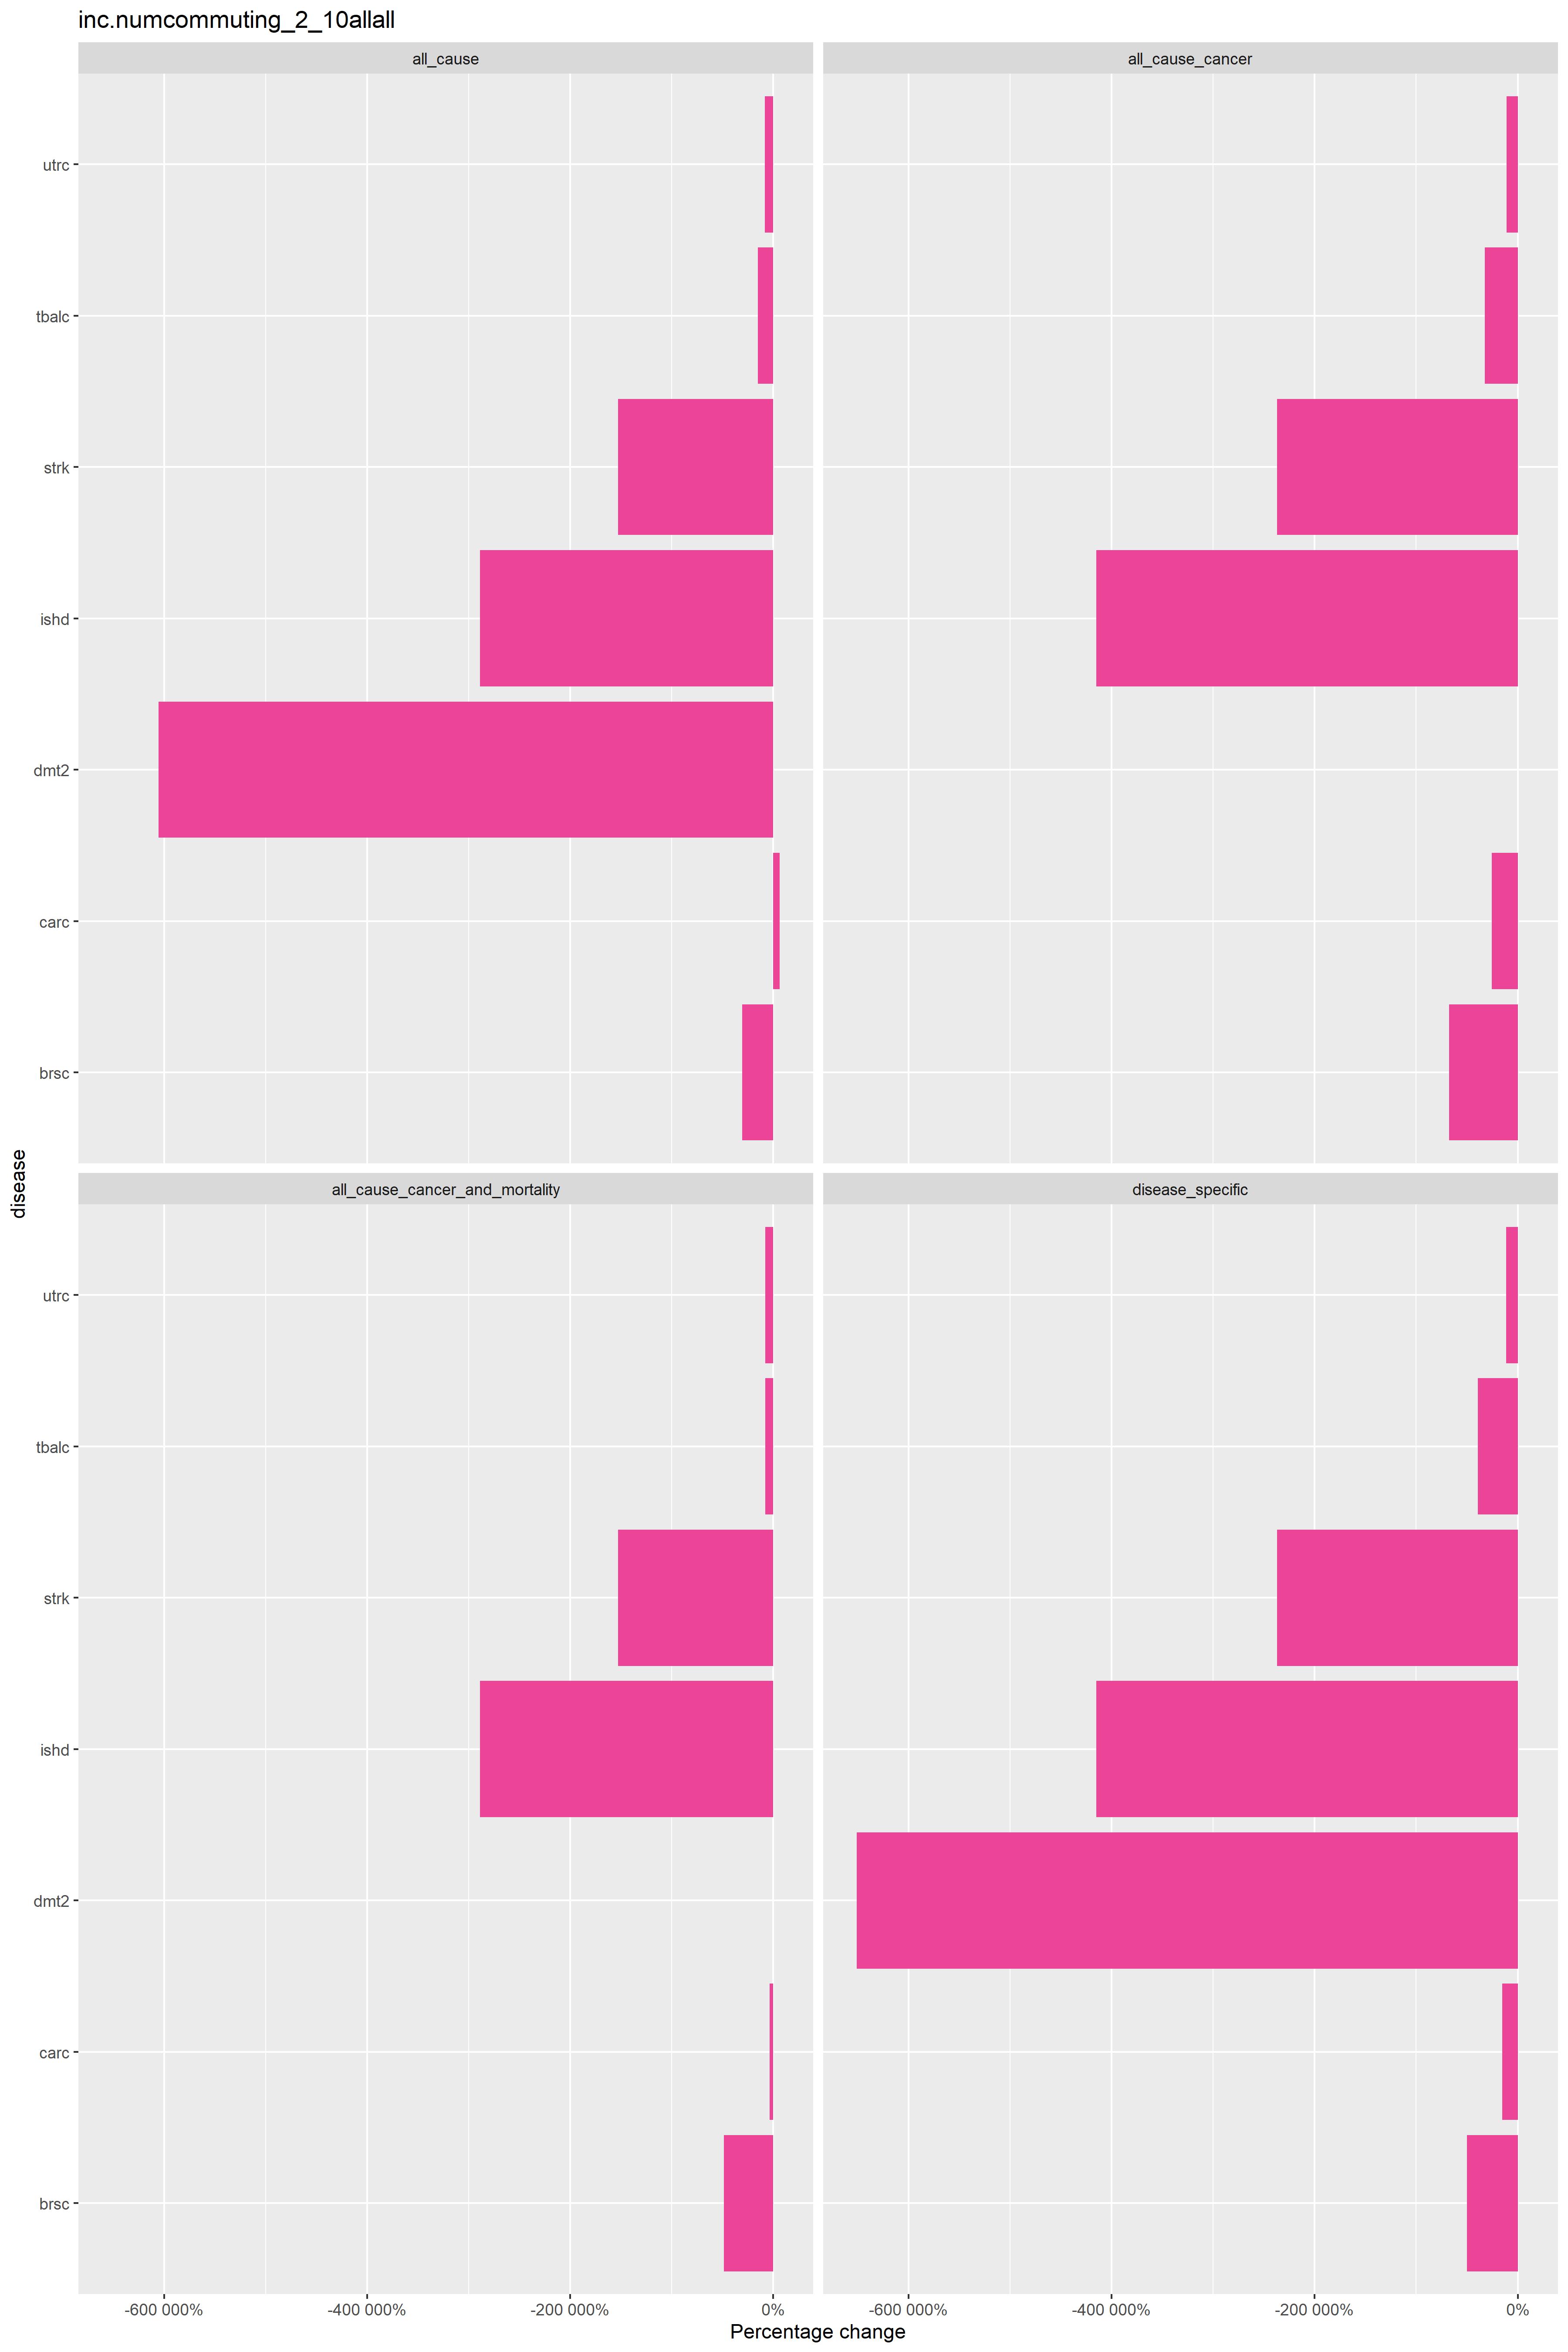 inc.numcommuting_2_10allall
all_cause
all_cause_cancer
utrc
tbalc
strk
ishd
dmt2
carc
brsc
disease
all_cause_cancer_and_mortality
disease_specific
utrc
tbalc
strk
ishd
dmt2
carc
brsc
-600 000% -400 000% -200 000% 0% -600 000% -400 000% -200 000% 0%
Percentage change